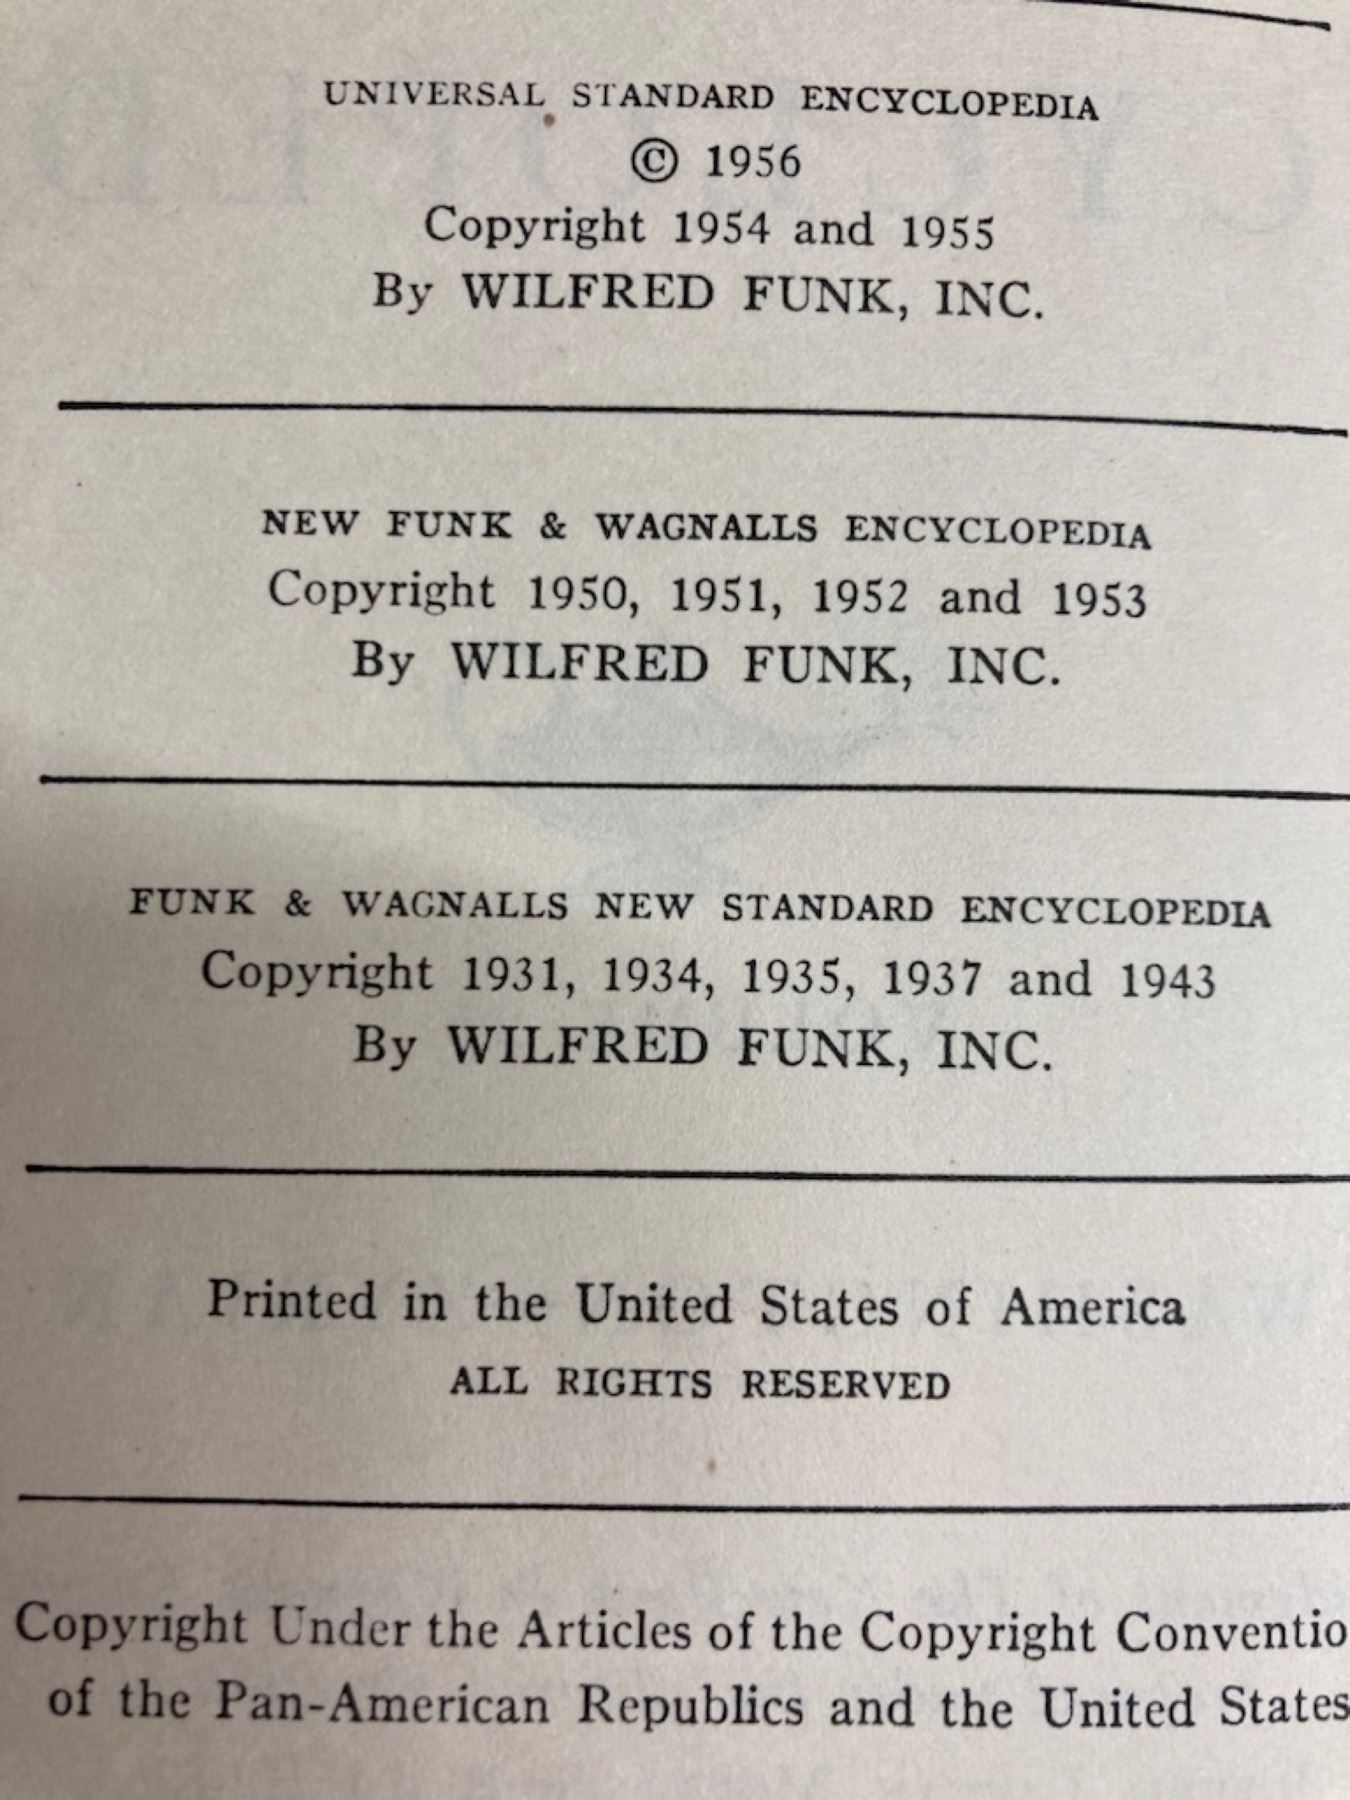 UNIVERSAL STANDARD ENCYCLOPEDIA
© 1956
Copyright 1954 and 1955
By WILFRED FUNK, INC.
NEW FUNK & WAGNALLS ENCYCLOPEDIA
Copyright 1950, 1951, 1952 and 1953
By WILFRED FUNK, INC.
FUNK & WAGNALLS NEW STANDARD ENCYCLOPEDIA
Copyright 1931, 1934, 1935, 1937 and 1943
By WILFRED FUNK, INC.
Printed in the United States of America
ALL RIGHTS RESERVED
Copyright Under the Articles of the Copyright Conventio
of the Pan-American Republics and the United States